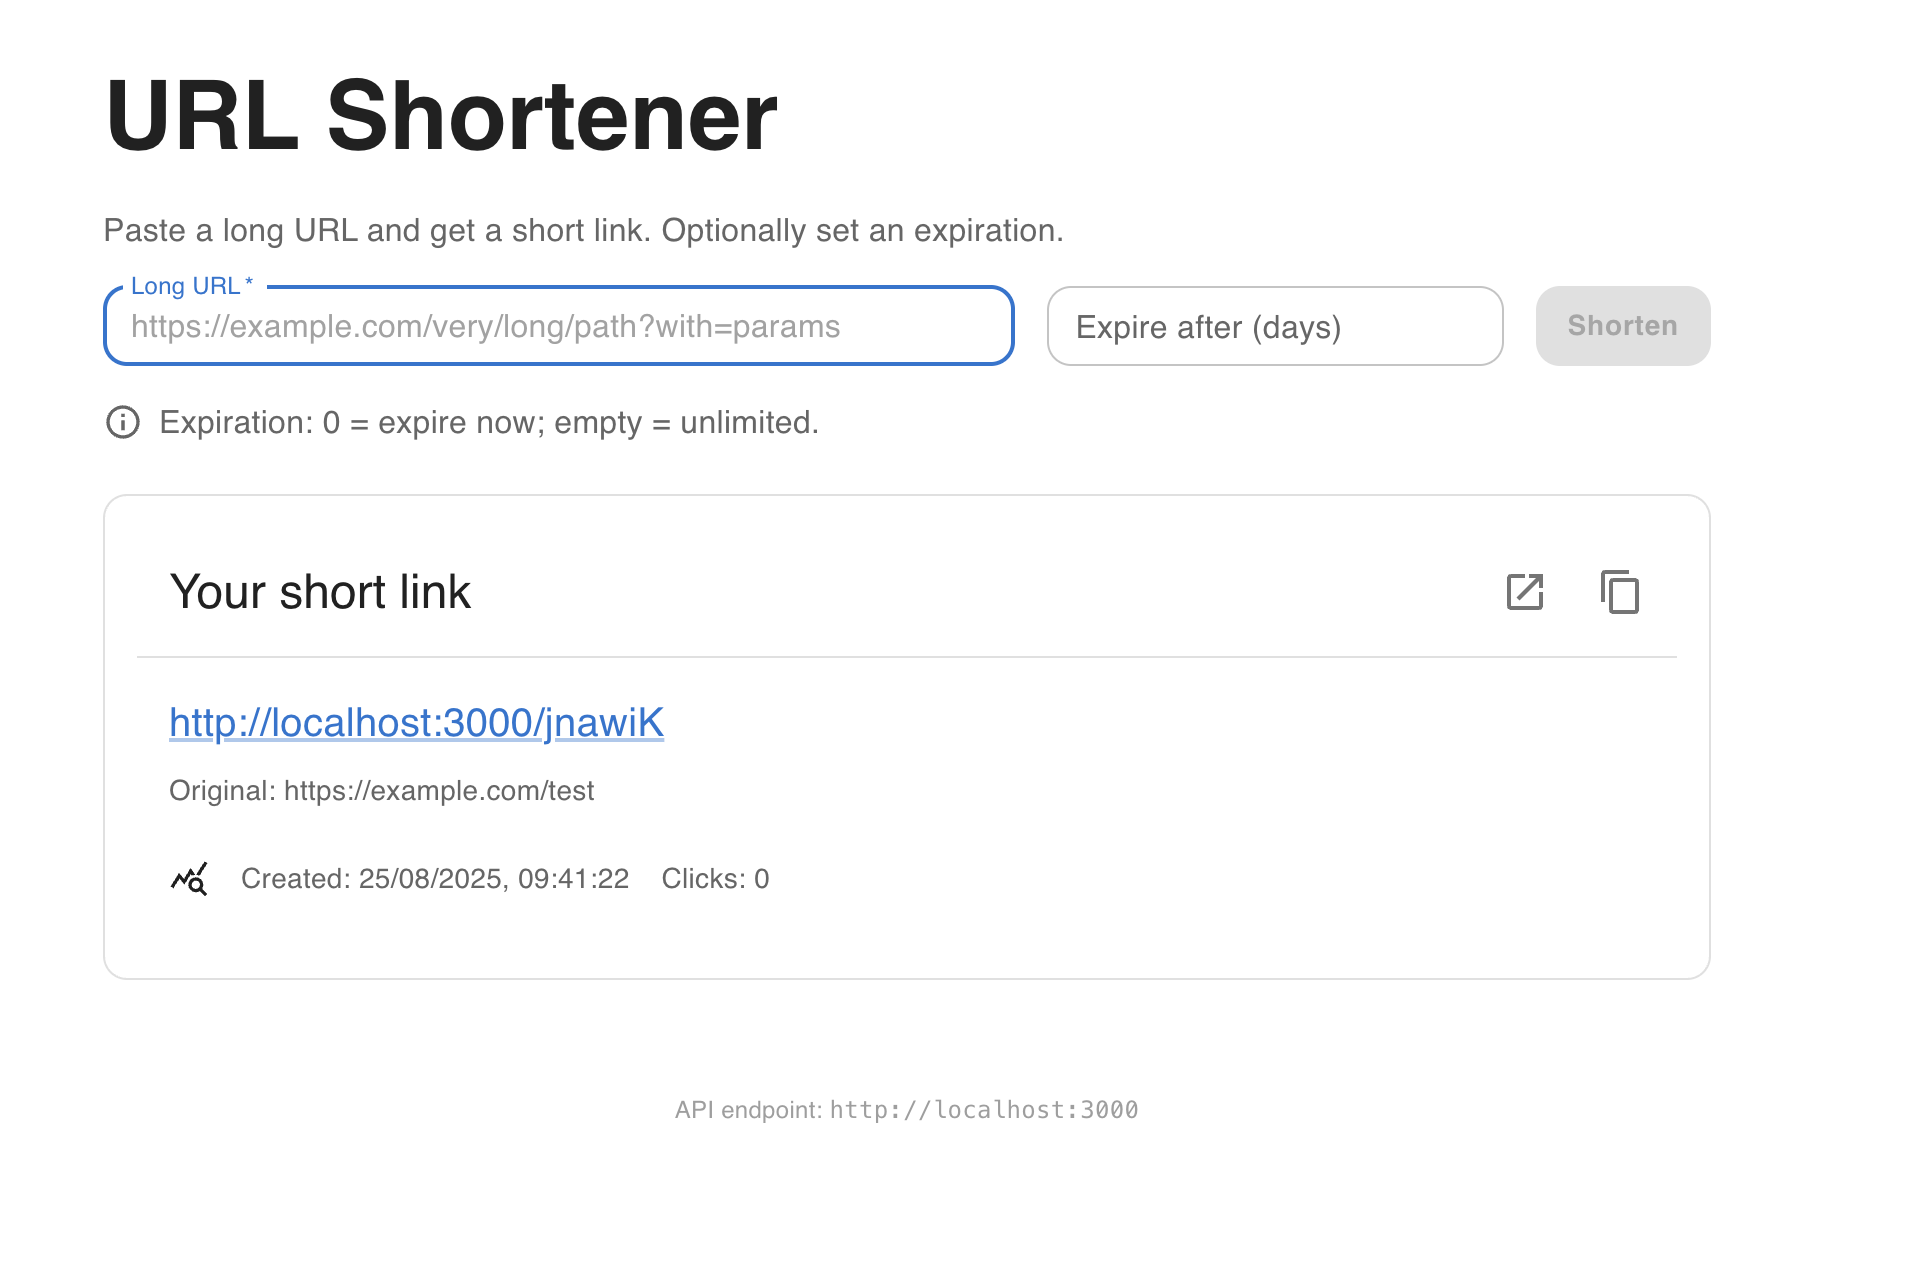 URL Shortener
Paste a long URL and get a short link. Optionally set an expiration.
Long URL *
https://example.com/very/long/path?with=params
Expire after (days)
Shorten
Expiration: 0 = expire now; empty = unlimited.
Your short link
http://localhost:3000/jnawiK
Original: https://example.com/test
Created: 25/08/2025, 09:41:22 Clicks: 0
API endpoint: http://localhost:3000